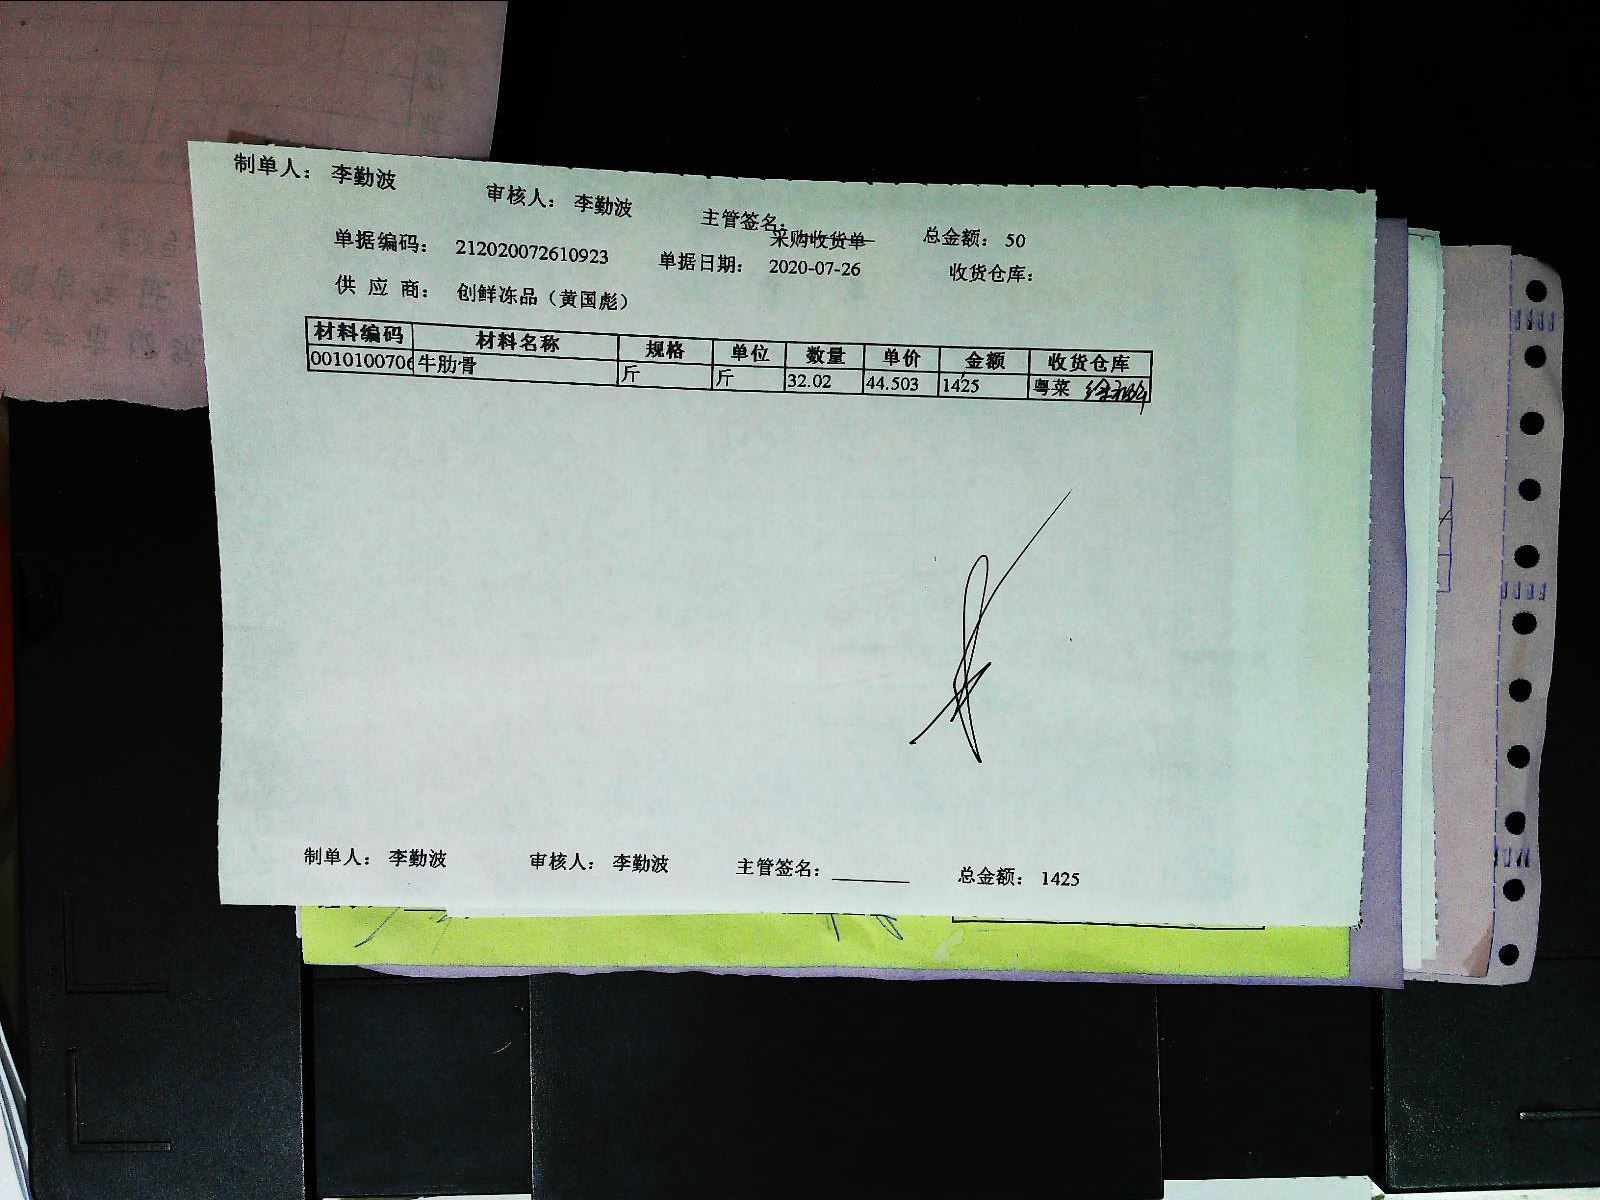 制单人： 李勤波 审核人： 李勤波 主管签名： 总金额： 50
采购收货单
单据编码： 212020072610923 单据日期： 2020-07-26 收货仓库：
供 应 商： 创鲜冻品（黄国彪）
材料编码 材料名称 规格 单位 数量 单价 金额 收货仓库
0010100706 牛肋骨 斤 斤 32.02 44.503 1425 粤菜
制单人： 李勤波 审核人： 李勤波 主管签名： 总金额： 1425